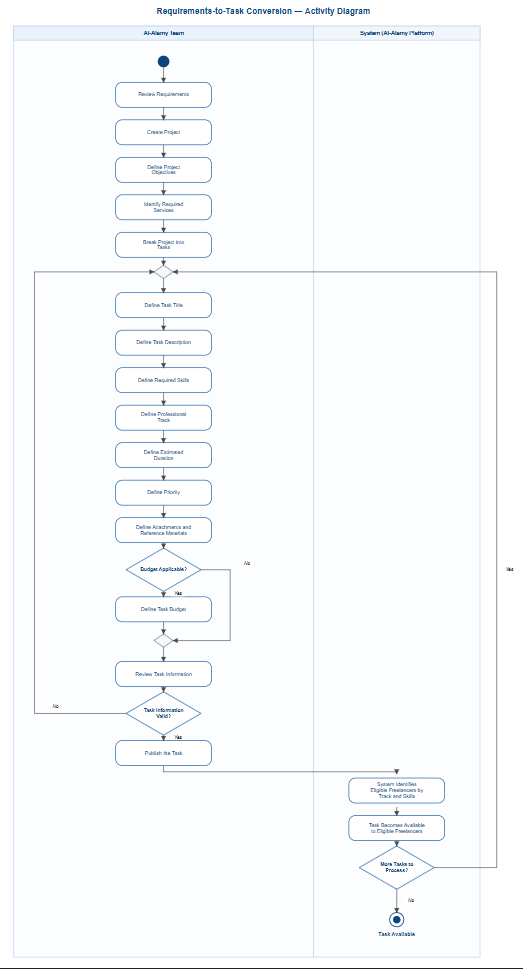 Requirements-to-Task Conversion — Activity Diagram
Al-Alamy Team
System (Al-Alamy Platform)
Review Requirements
Create Project
Define Project
Objectives
Identify Required
Services
Break Project into
Tasks
Define Task Title
Define Task Description
Define Required Skills
Define Professional
Track
Define Estimated
Duration
Define Priority
Define Attachments and
Reference Materials
Budget Applicable?
No
Yes
Yes
Define Task Budget
Review Task Information
Task Information
Valid?
No
Yes
Publish the Task
System Identifies
Eligible Freelancers by
Track and Skills
Task Becomes Available
to Eligible Freelancers
More Tasks to
Process?
No
Task Available